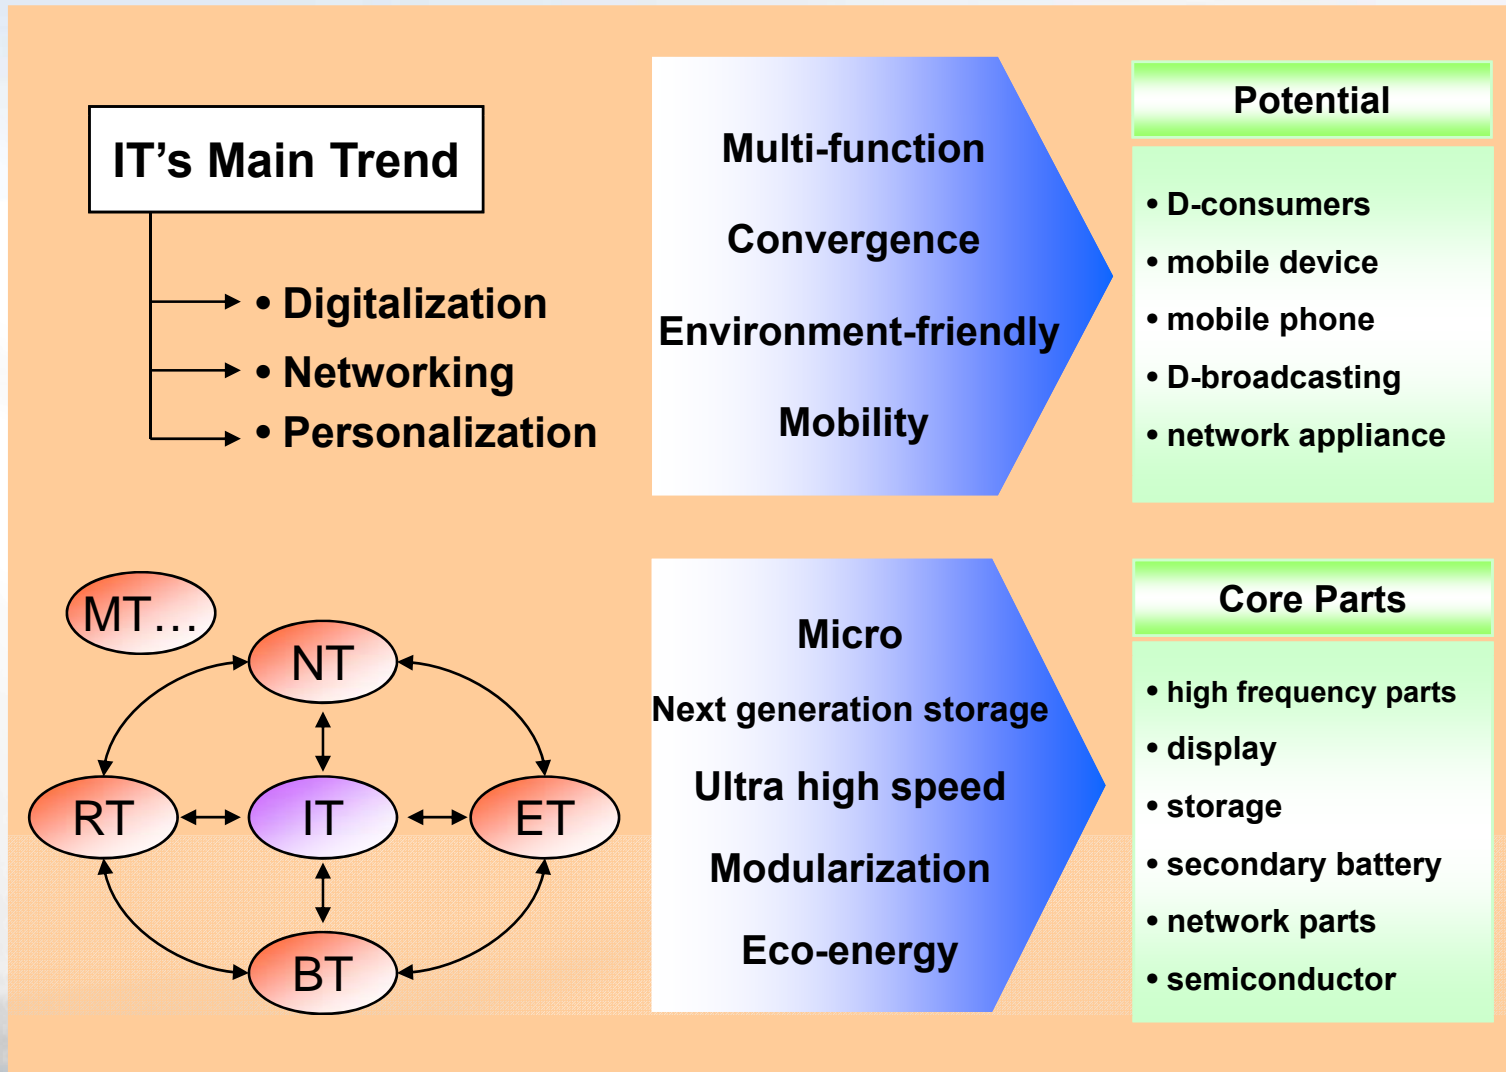 IT’s Main Trend
• Digitalization
• Networking
• Personalization
Multi-function
Convergence
Environment-friendly
Mobility
Potential
• D-consumers
• mobile device
• mobile phone
• D-broadcasting
• network appliance
MT…
NT
RT
IT
ET
BT
Micro
Next generation storage
Ultra high speed
Modularization
Eco-energy
Core Parts
• high frequency parts
• display
• storage
• secondary battery
• network parts
• semiconductor